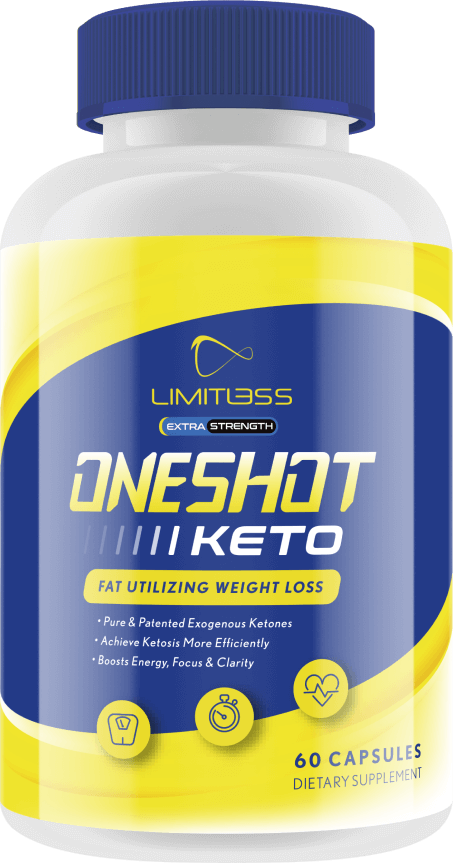 LIMITLESS
EXTRA STRENGTH
ONESHOT
KETO
FAT UTILIZING WEIGHT LOSS
• Pure & Patented Exogenous Ketones
• Achieve Ketosis More Efficiently
• Boosts Energy, Focus & Clarity
60 CAPSULES
DIETARY SUPPLEMENT